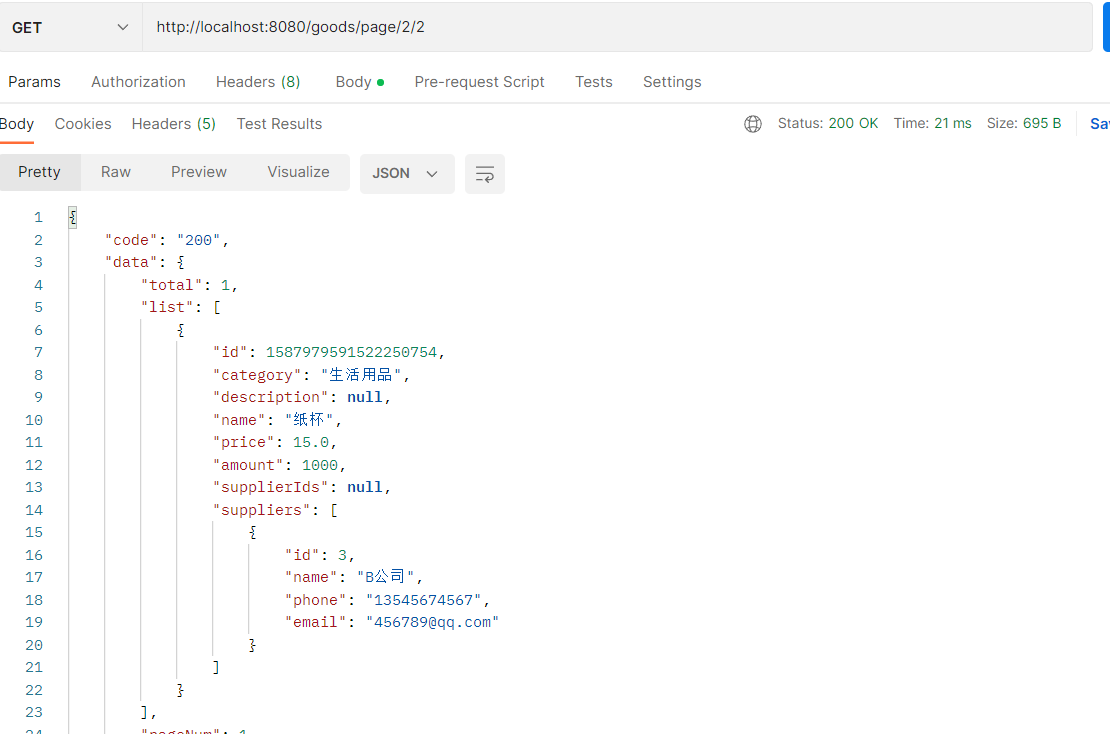 GET http://localhost:8080/goods/page/2/2
Params Authorization Headers (8) Body Pre-request Script Tests Settings
Body Cookies Headers (5) Test Results Status: 200 OK Time: 21 ms Size: 695 B Sav
Pretty Raw Preview Visualize JSON
1 {
2 "code": "200",
3 "data": {
4 "total": 1,
5 "list": [
6 {
7 "id": 1587979591522250754,
8 "category": "生活用品",
9 "description": null,
10 "name": "纸杯",
11 "price": 15.0,
12 "amount": 1000,
13 "supplierIds": null,
14 "suppliers": [
15 {
16 "id": 3,
17 "name": "B公司",
18 "phone": "13545674567",
19 "email": "456789@qq.com"
20 }
21 ]
22 }
23 ],
24 "pageNum": 1